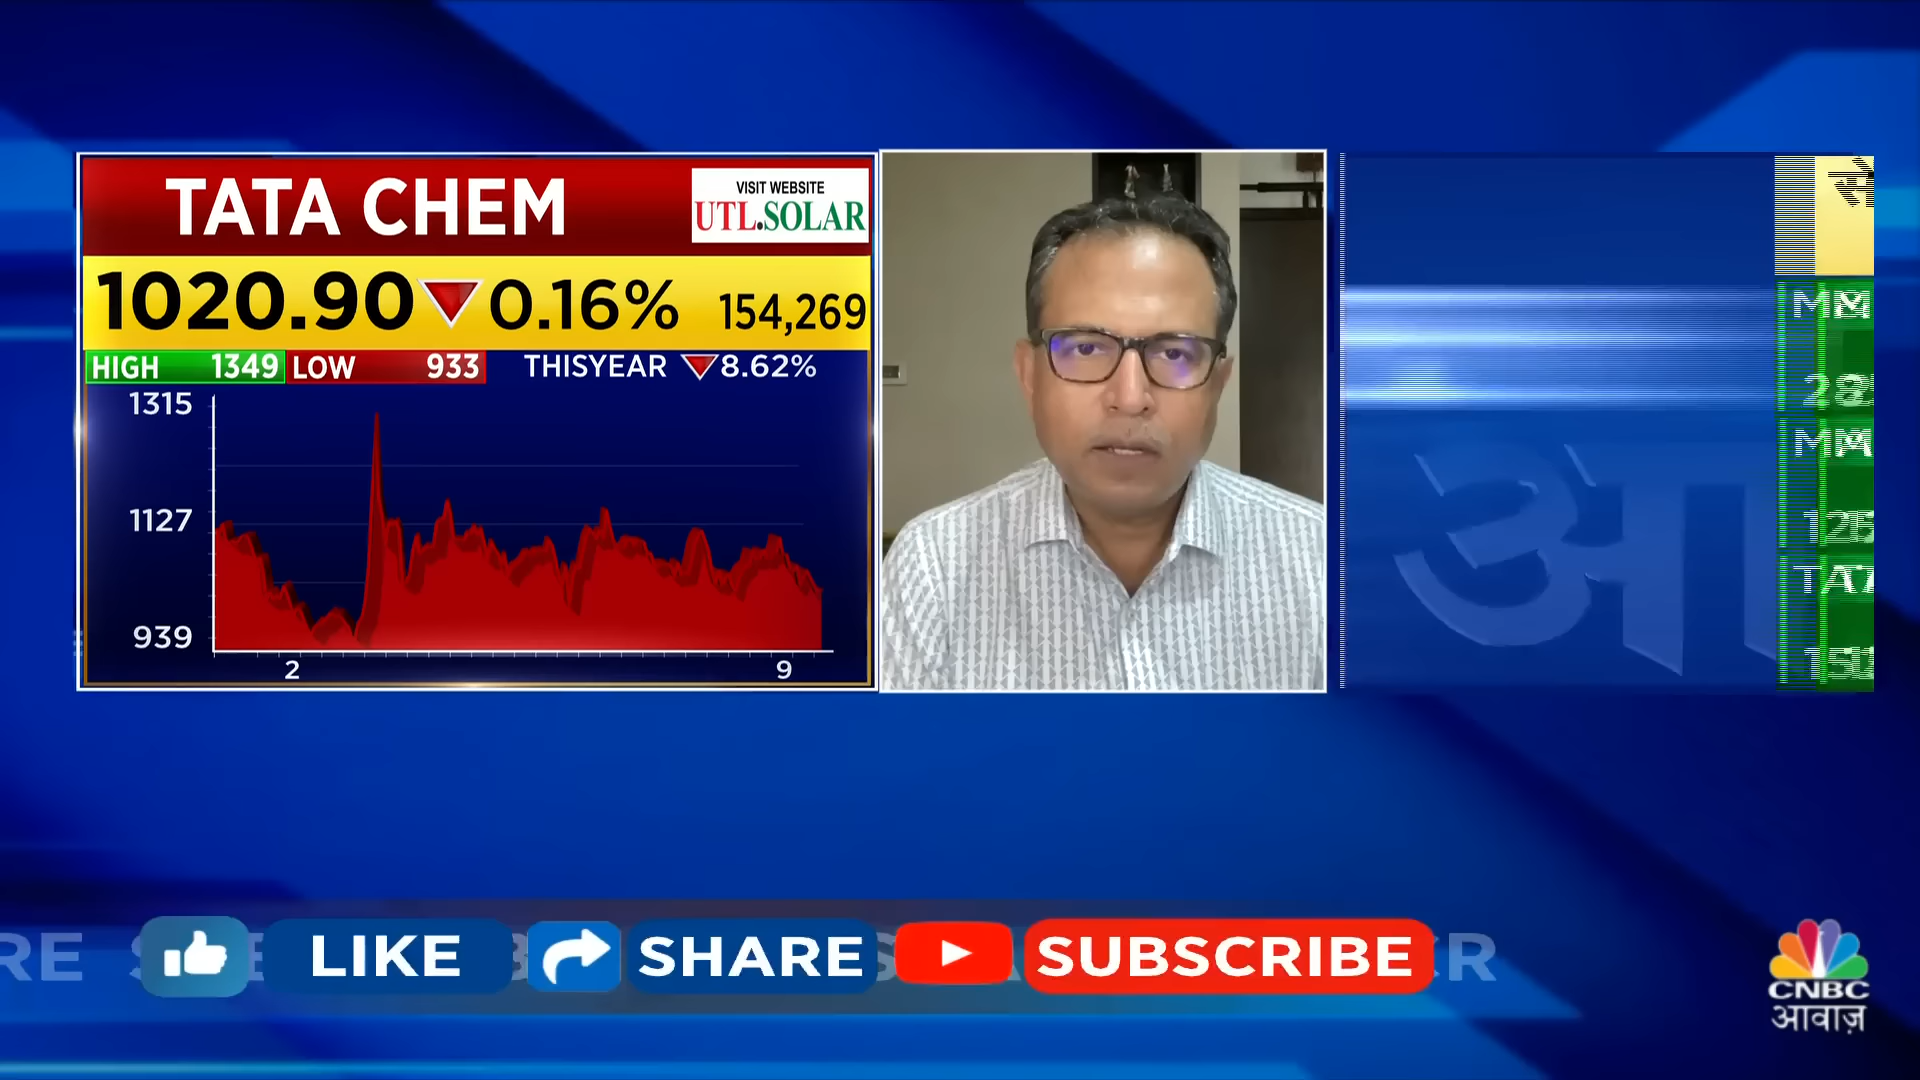 TATA CHEM
VISIT WEBSITE
UTL.SOLAR
1020.90 0.16% 154,269
HIGH 1349 LOW 933 THISYEAR 8.62%
1315
1127
939
2 9
आ
LIKE SHARE SUBSCRIBE
CNBC
आवाज़